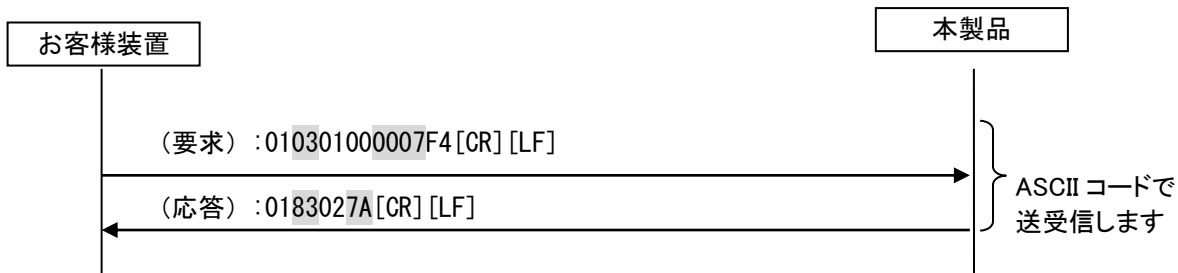 お客様装置
本製品
（要求）:010301000007F4[CR][LF]
（応答）:0183027A[CR][LF]
ASCII コードで
送受信します